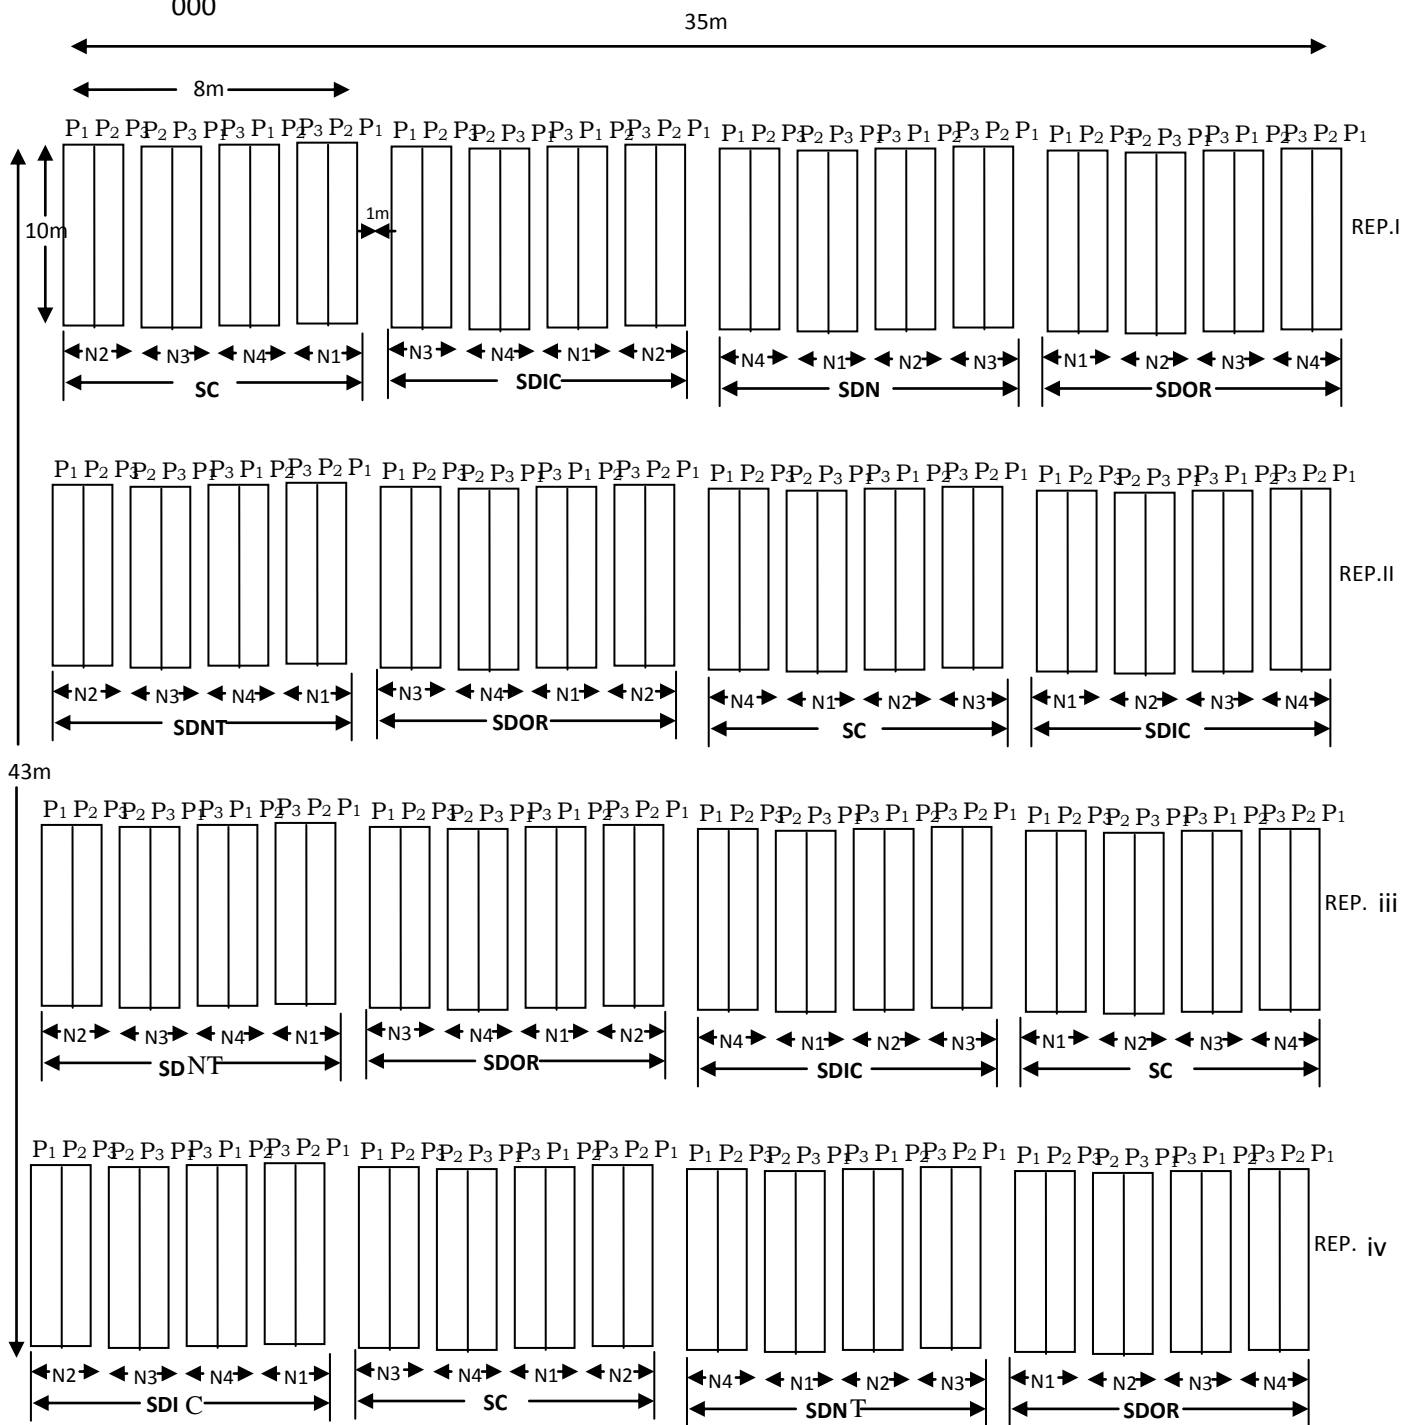 000
35m
8m
P1 P2 P3 P2 P3 P1 P3 P1 P2 P3 P2 P1 P1 P2 P3 P2 P3 P1 P3 P1 P2 P3 P2 P1 P1 P2 P3 P2 P3 P1 P3 P1 P2 P3 P2 P1 P1 P2 P3 P2 P3 P1 P3 P1 P2 P3 P2 P1
10m 1m REP.I
N2 N3 N4 N1 N3 N4 N1 N2 N4 N1 N2 N3 N1 N2 N3 N4
SC SDIC SDN SDOR
P1 P2 P3 P2 P3 P1 P3 P1 P2 P3 P2 P1 P1 P2 P3 P2 P3 P1 P3 P1 P2 P3 P2 P1 P1 P2 P3 P2 P3 P1 P3 P1 P2 P3 P2 P1 P1 P2 P3 P2 P3 P1 P3 P1 P2 P3 P2 P1
REP.II
N2 N3 N4 N1 N3 N4 N1 N2 N4 N1 N2 N3 N1 N2 N3 N4
SDNT SDOR SC SDIC
43m
P1 P2 P3 P2 P3 P1 P3 P1 P2 P3 P2 P1 P1 P2 P3 P2 P3 P1 P3 P1 P2 P3 P2 P1 P1 P2 P3 P2 P3 P1 P3 P1 P2 P3 P2 P1 P1 P2 P3 P2 P3 P1 P3 P1 P2 P3 P2 P1
REP. iii
N2 N3 N4 N1 N3 N4 N1 N2 N4 N1 N2 N3 N1 N2 N3 N4
SDNT SDOR SDIC SC
P1 P2 P3 P2 P3 P1 P3 P1 P2 P3 P2 P1 P1 P2 P3 P2 P3 P1 P3 P1 P2 P3 P2 P1 P1 P2 P3 P2 P3 P1 P3 P1 P2 P3 P2 P1 P1 P2 P3 P2 P3 P1 P3 P1 P2 P3 P2 P1
REP. iv
N2 N3 N4 N1 N3 N4 N1 N2 N4 N1 N2 N3 N1 N2 N3 N4
SDI C SC SDNT SDOR